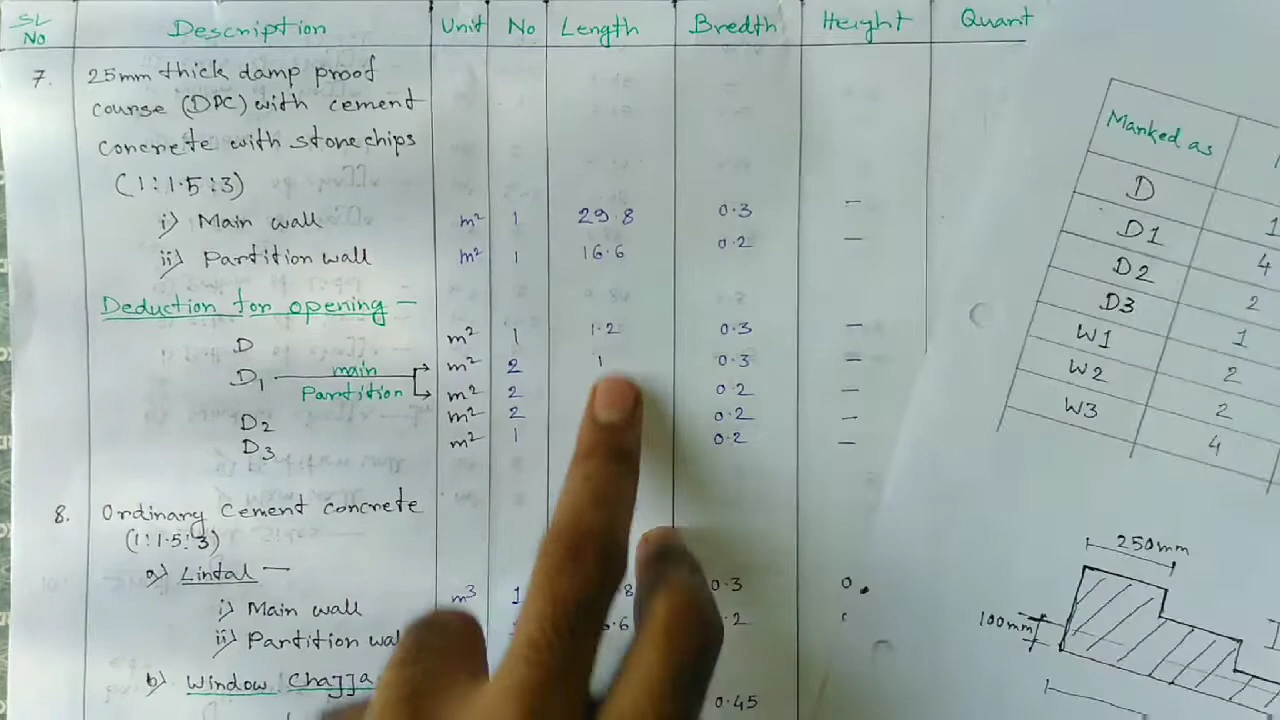 SL No Description Unit No Length Bredth Height Quant
7. 25mm thick damp proof
course (DPC) with cement
concrete with stone chips
(1:1.5:3)
i) Main wall m² 1 29.8 0.3 -
ii) Partition wall m² 1 16.6 0.2 -
Deduction for opening -
D m² 1 1.2 0.3 -
D1 main m² 2 1 0.3 -
Partition m² 2 0.2 -
D2 m² 2 0.2 -
D3 m² 1 0.2 -
8. Ordinary Cement concrete
(1:1.5:3)
a) Lintal -
i) Main wall m³ 1 8 0.3 0.
ii) Partition wal .6 .2
b) Window Chajja 0.45
Marked as
D 1
D1 4
D2 2
D3 1
W1 2
W2 2
W3 4
250mm
100mm